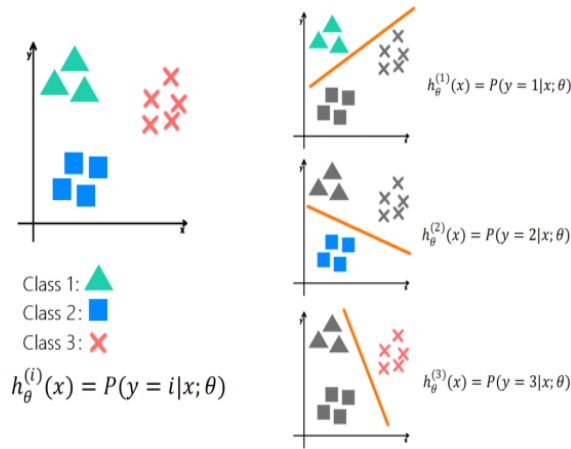 y
x
Class 1:
Class 2:
Class 3:
h_θ^(i)(x) = P(y = i|x; θ)
y
x
h_θ^(1)(x) = P(y = 1|x; θ)
y
x
h_θ^(2)(x) = P(y = 2|x; θ)
y
x
h_θ^(3)(x) = P(y = 3|x; θ)